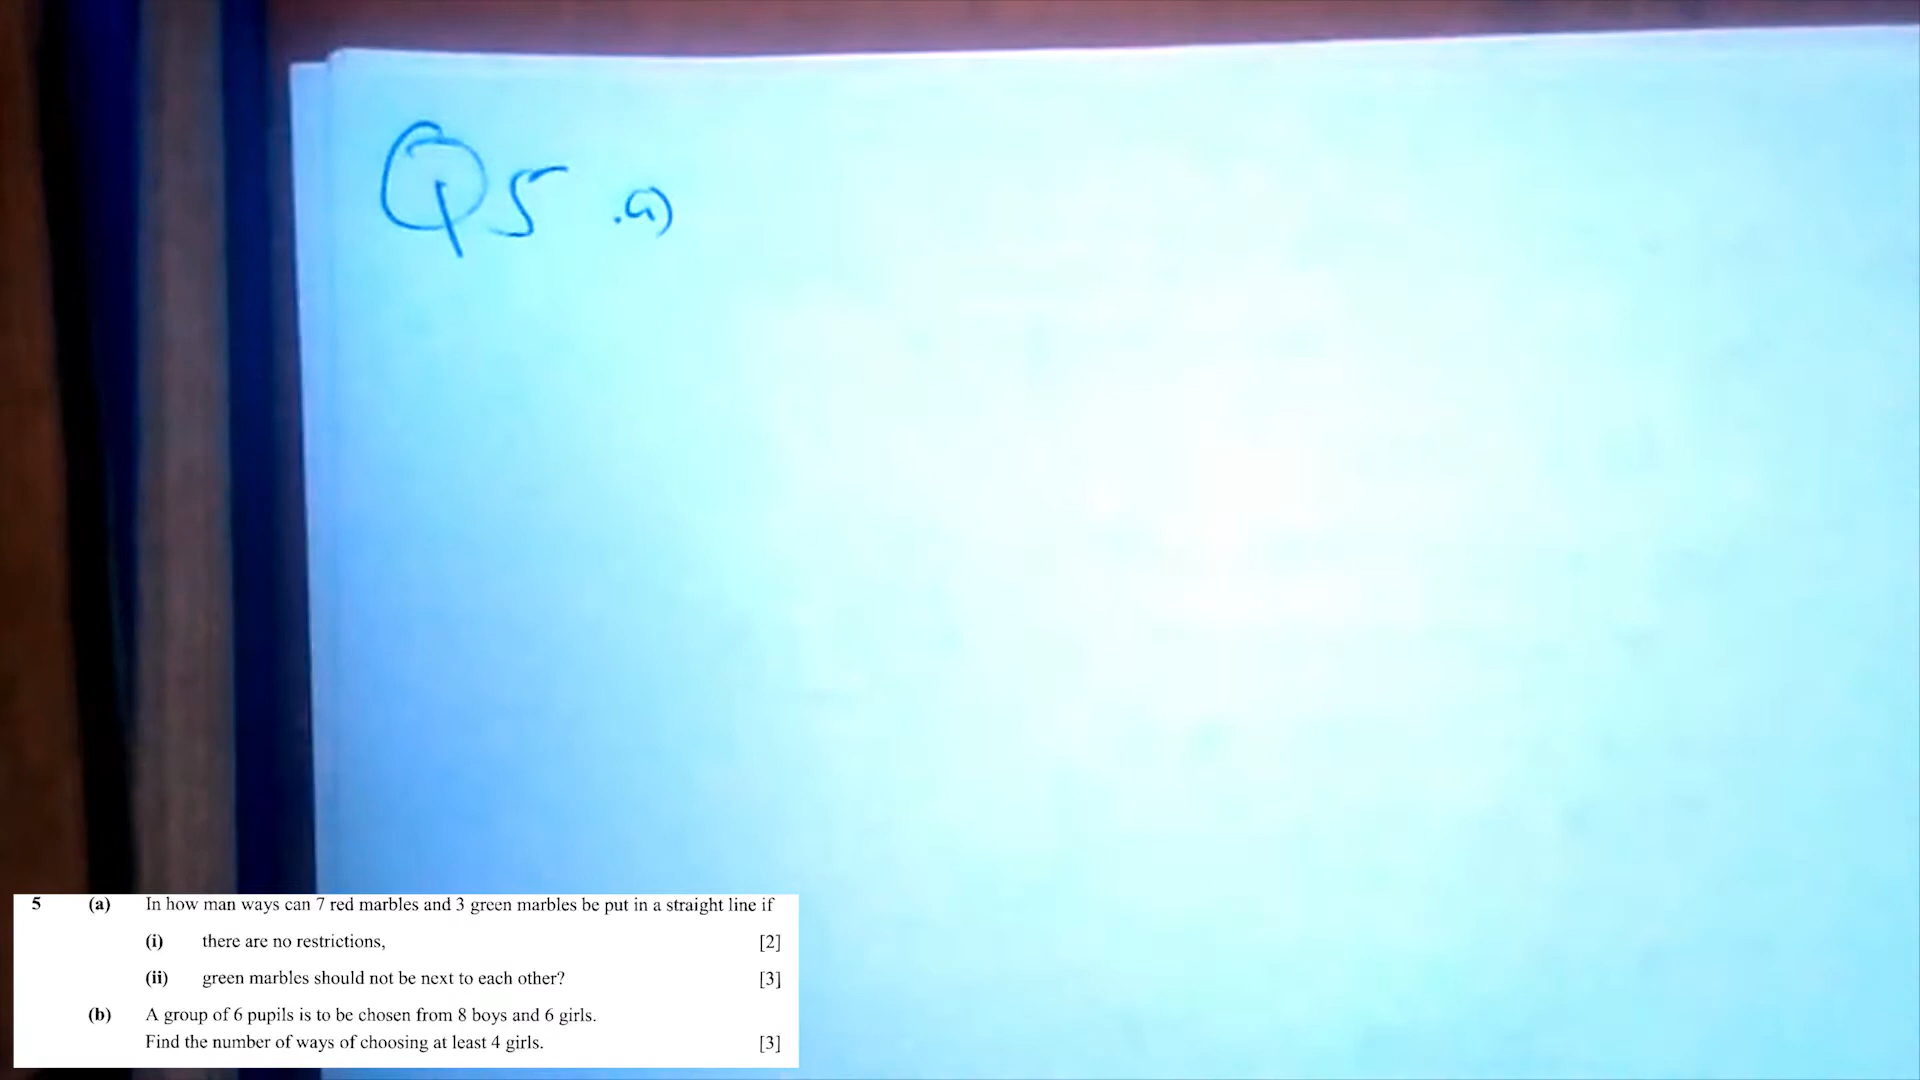 Q5 .a)
5 (a) In how man ways can 7 red marbles and 3 green marbles be put in a straight line if
(i) there are no restrictions, [2]
(ii) green marbles should not be next to each other? [3]
(b) A group of 6 pupils is to be chosen from 8 boys and 6 girls.
Find the number of ways of choosing at least 4 girls. [3]